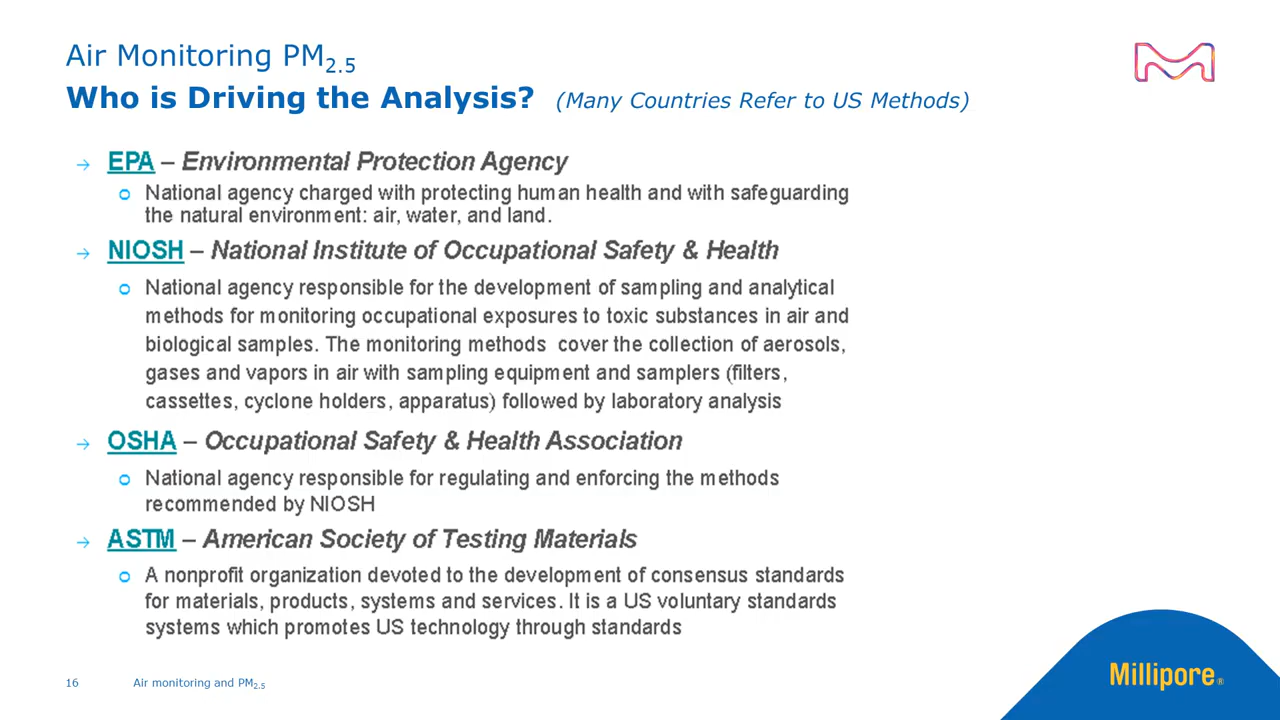 Air Monitoring PM2.5
Who is Driving the Analysis? (Many Countries Refer to US Methods)
→ EPA – Environmental Protection Agency
o National agency charged with protecting human health and with safeguarding
the natural environment: air, water, and land.
→ NIOSH – National Institute of Occupational Safety & Health
o National agency responsible for the development of sampling and analytical
methods for monitoring occupational exposures to toxic substances in air and
biological samples. The monitoring methods cover the collection of aerosols,
gases and vapors in air with sampling equipment and samplers (filters,
cassettes, cyclone holders, apparatus) followed by laboratory analysis
→ OSHA – Occupational Safety & Health Association
o National agency responsible for regulating and enforcing the methods
recommended by NIOSH
→ ASTM – American Society of Testing Materials
o A nonprofit organization devoted to the development of consensus standards
for materials, products, systems and services. It is a US voluntary standards
systems which promotes US technology through standards
16 Air monitoring and PM2.5
Millipore®